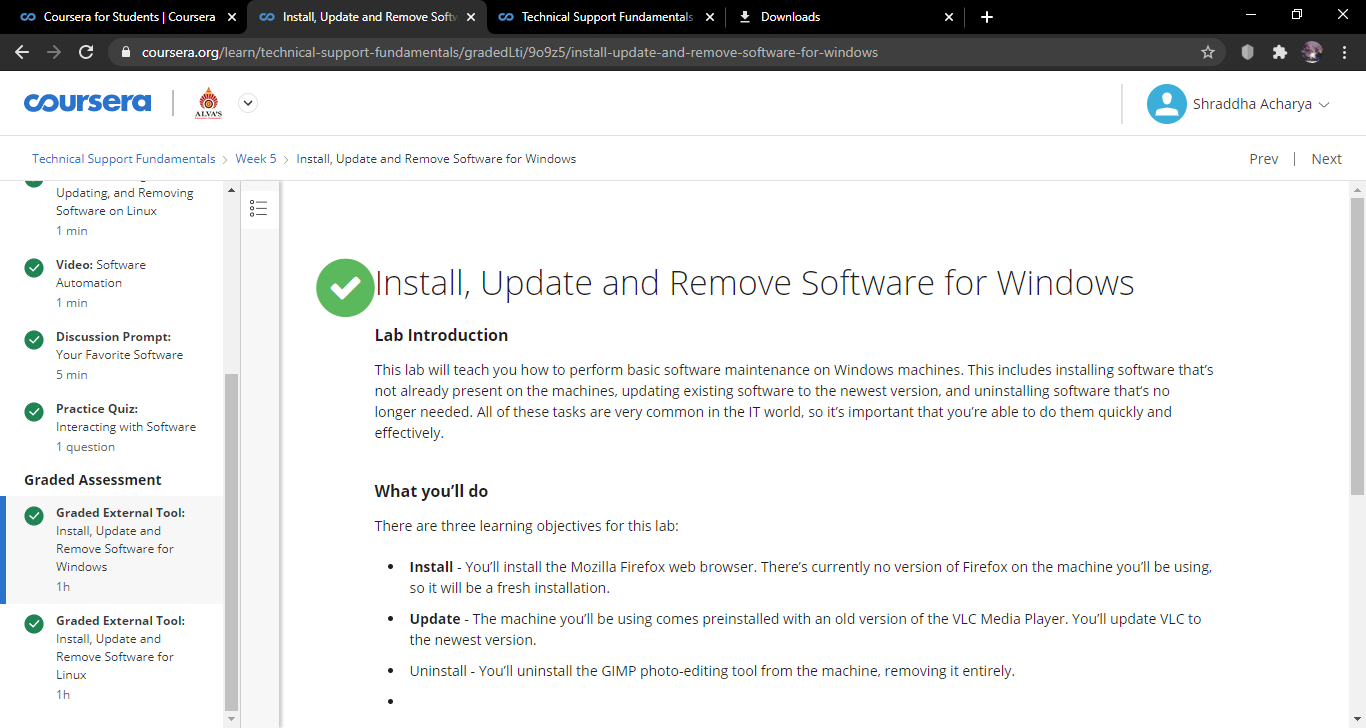 Coursera for Students | Coursera
Install, Update and Remove Softw
Technical Support Fundamentals
Downloads
coursera.org/learn/technical-support-fundamentals/gradedLti/9o9z5/install-update-and-remove-software-for-windows
coursera
ALVA'S
Shraddha Acharya
Technical Support Fundamentals > Week 5 > Install, Update and Remove Software for Windows
Prev | Next
Updating, and Removing
Software on Linux
1 min
Video: Software
Automation
1 min
Discussion Prompt:
Your Favorite Software
5 min
Practice Quiz:
Interacting with Software
1 question
Graded Assessment
Graded External Tool:
Install, Update and
Remove Software for
Windows
1h
Graded External Tool:
Install, Update and
Remove Software for
Linux
1h
Install, Update and Remove Software for Windows
Lab Introduction
This lab will teach you how to perform basic software maintenance on Windows machines. This includes installing software that's
not already present on the machines, updating existing software to the newest version, and uninstalling software that's no
longer needed. All of these tasks are very common in the IT world, so it's important that you're able to do them quickly and
effectively.
What you'll do
There are three learning objectives for this lab:
• Install - You'll install the Mozilla Firefox web browser. There's currently no version of Firefox on the machine you'll be using,
so it will be a fresh installation.
• Update - The machine you'll be using comes preinstalled with an old version of the VLC Media Player. You'll update VLC to
the newest version.
• Uninstall - You'll uninstall the GIMP photo-editing tool from the machine, removing it entirely.
•